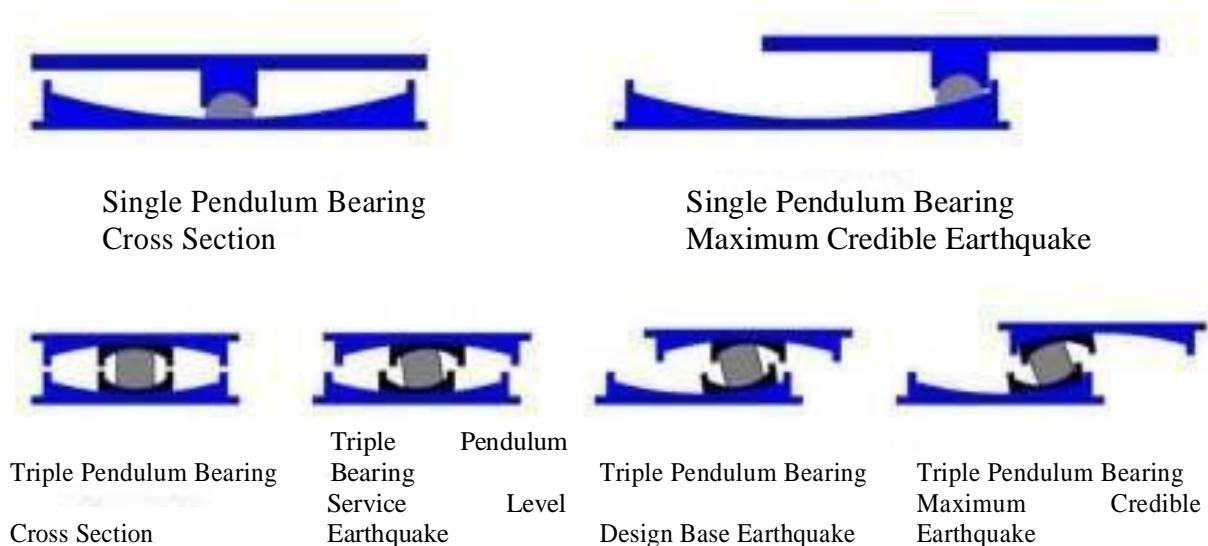 Single Pendulum Bearing
Cross Section
Single Pendulum Bearing
Maximum Credible Earthquake
Triple Pendulum Bearing
Cross Section
Triple Pendulum
Bearing
Service Level
Earthquake
Triple Pendulum Bearing
Design Base Earthquake
Triple Pendulum Bearing
Maximum Credible
Earthquake